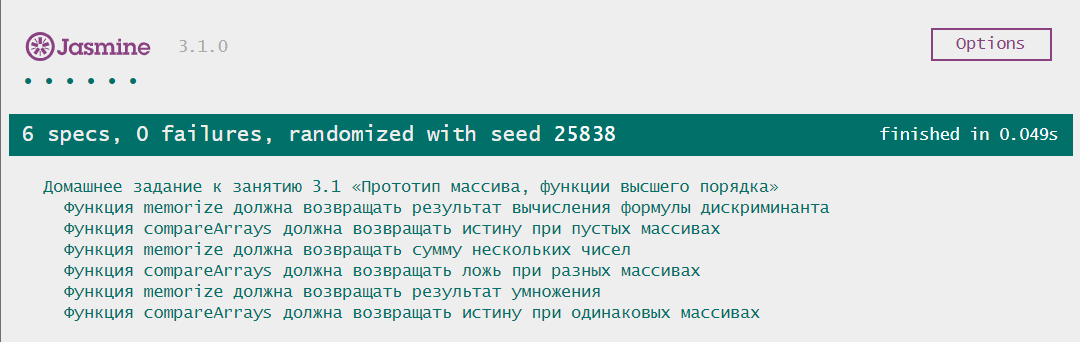 Jasmine 3.1.0 Options
6 specs, 0 failures, randomized with seed 25838 finished in 0.049s
Домашнее задание к занятию 3.1 «Прототип массива, функции высшего порядка»
Функция memorize должна возвращать результат вычисления формулы дискриминанта
Функция compareArrays должна возвращать истину при пустых массивах
Функция memorize должна возвращать сумму нескольких чисел
Функция compareArrays должна возвращать ложь при разных массивах
Функция memorize должна возвращать результат умножения
Функция compareArrays должна возвращать истину при одинаковых массивах